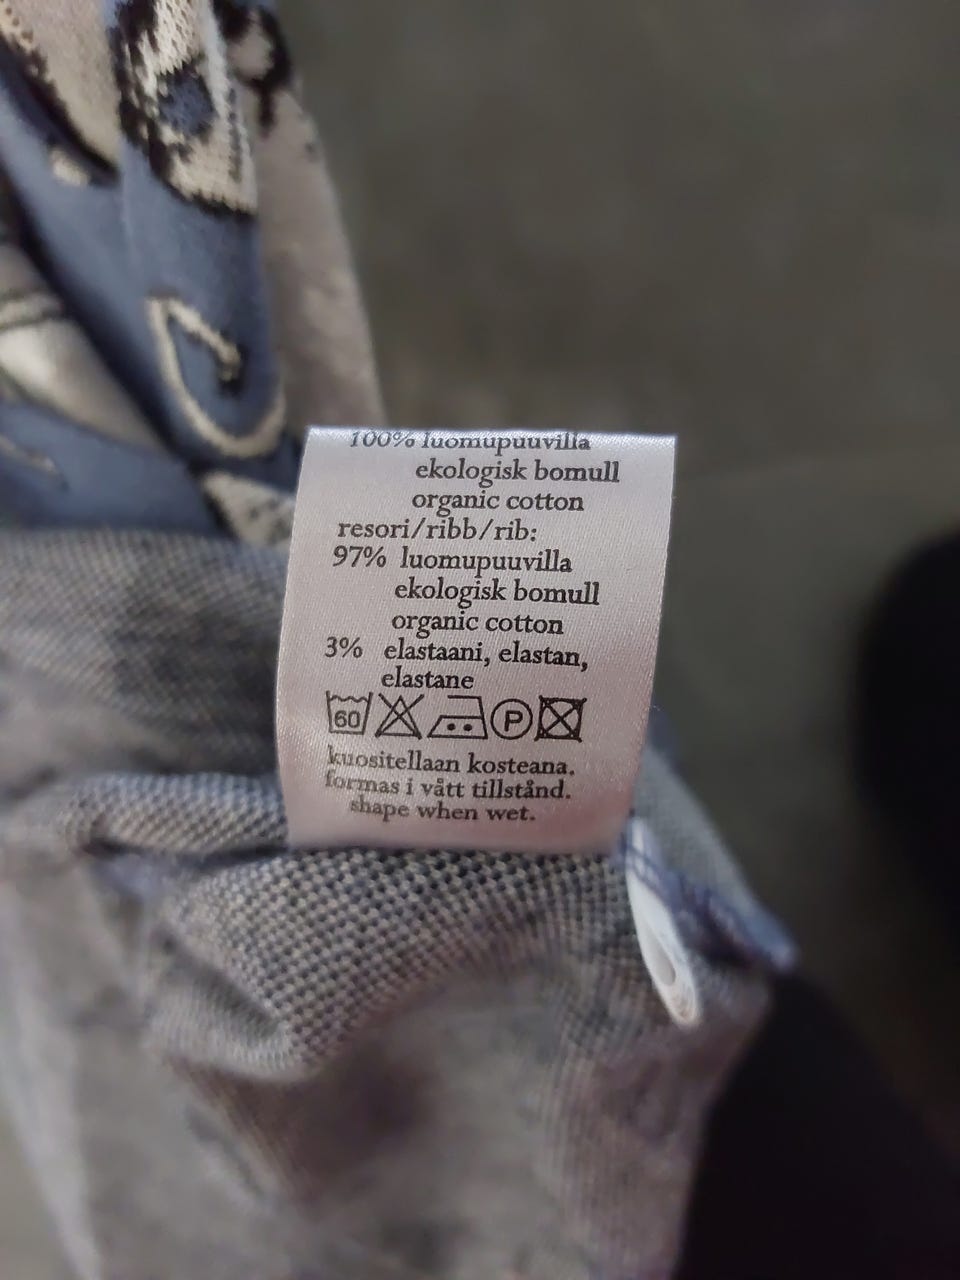 100% luomupuuvilla
ekologisk bomull
organic cotton
resori/ribb/rib:
97% luomupuuvilla
ekologisk bomull
organic cotton
3% elastaani, elastan,
elastane
60 P
kuositellaan kosteana.
formas i vått tillstånd.
shape when wet.